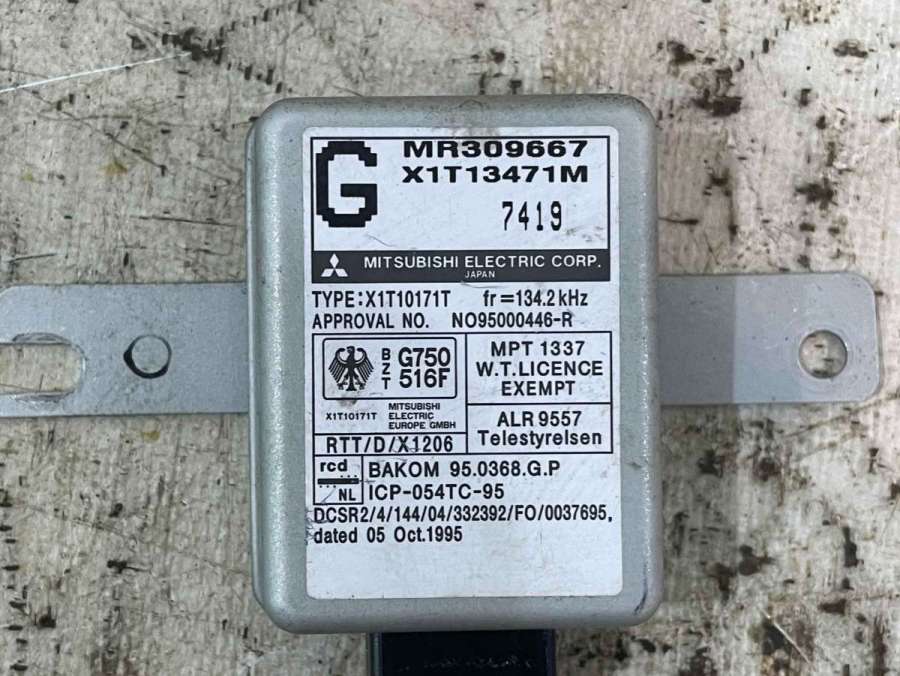 G
MR309667
X1T13471M
7419
MITSUBISHI ELECTRIC CORP.
JAPAN
TYPE:X1T10171T fr=134.2kHz
APPROVAL NO. NO95000446-R
BZT G750
516F
X1T10171T
MITSUBISHI
ELECTRIC
EUROPE GMBH
MPT 1337
W.T.LICENCE
EXEMPT
ALR 9557
Telestyrelsen
RTT/D/X1206
rcd
NL
BAKOM 95.0368.G.P
ICP-054TC-95
DCSR2/4/144/04/332392/FO/0037695,
dated 05 Oct.1995